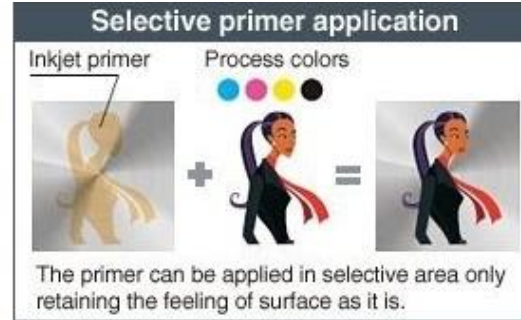 Selective primer application
Inkjet primer
Process colors
The primer can be applied in selective area only
retaining the feeling of surface as it is.